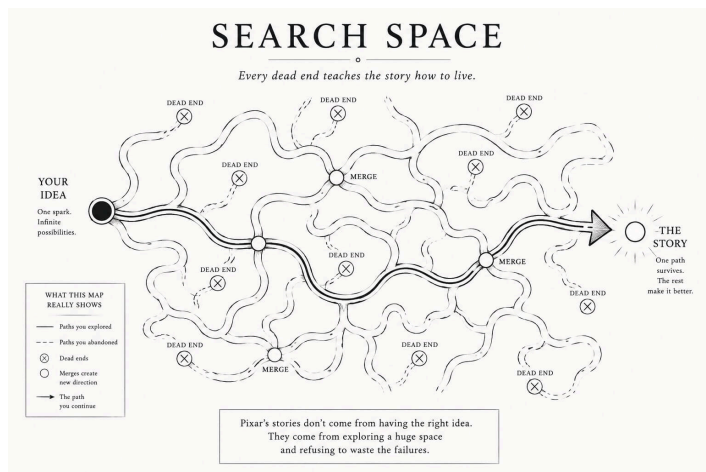 SEARCH SPACE
Every dead end teaches the story how to live.
DEAD END
DEAD END
DEAD END
DEAD END
DEAD END
MERGE
YOUR
IDEA
One spark.
Infinite
possibilities.
THE
STORY
One path
survives.
The rest
make it better.
DEAD END
DEAD END
MERGE
DEAD END
WHAT THIS MAP
REALLY SHOWS
Paths you explored
Paths you abandoned
Dead ends
Merges create
new direction
The path
you continue
DEAD END
DEAD END
DEAD END
MERGE
Pixar's stories don't come from having the right idea.
They come from exploring a huge space
and refusing to waste the failures.